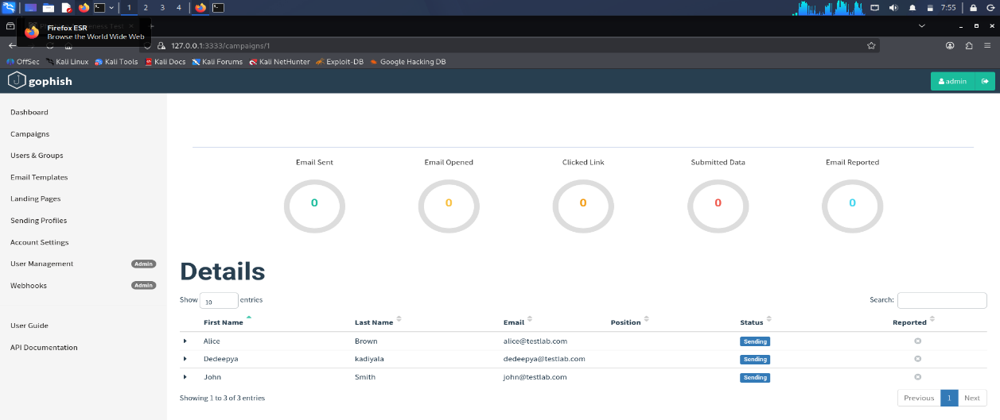 1 2 3 4 7:55
Firefox ESR
Browse the World Wide Web
127.0.0.1:3333/campaigns/1
OffSec Kali Linux Kali Tools Kali Docs Kali Forums Kali NetHunter Exploit-DB Google Hacking DB
gophish admin
Dashboard
Campaigns
Users & Groups
Email Templates
Landing Pages
Sending Profiles
Account Settings
User Management Admin
Webhooks Admin
User Guide
API Documentation
Email Sent Email Opened Clicked Link Submitted Data Email Reported
0 0 0 0 0
Details
Show 10 entries Search:
First Name Last Name Email Position Status Reported
Alice Brown alice@testlab.com Sending
Dedeepya kadiyala dedeepya@testlab.com Sending
John Smith john@testlab.com Sending
Showing 1 to 3 of 3 entries Previous 1 Next